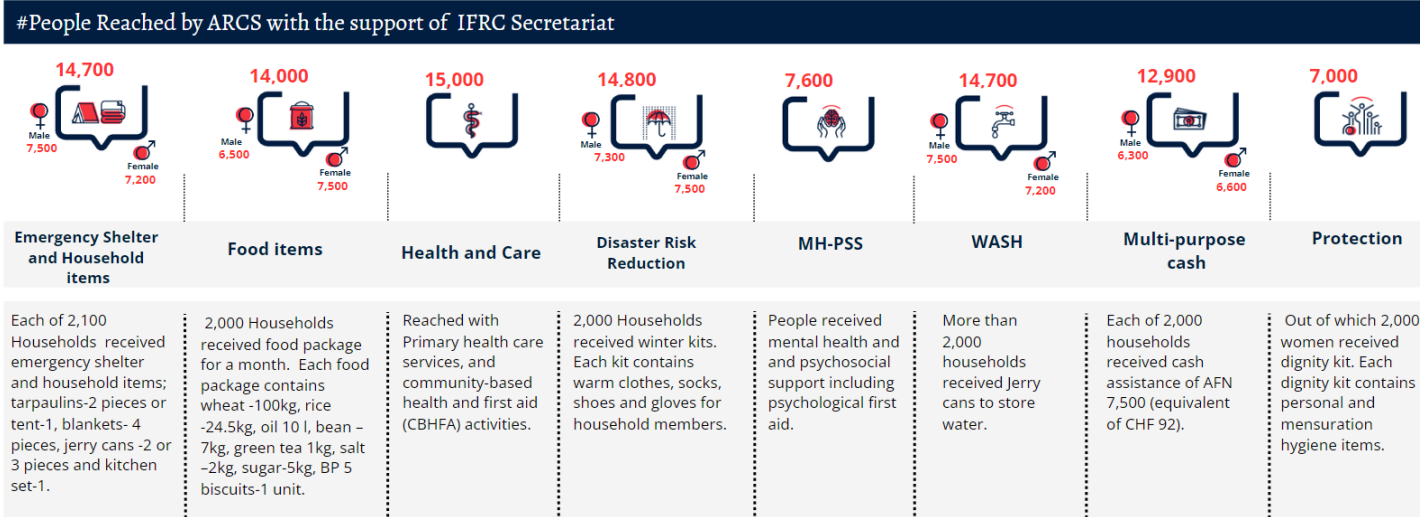 #People Reached by ARCS with the support of IFRC Secretariat
14,700
Male
7,500
Female
7,200
14,000
Male
6,500
Female
7,500
15,000
14,800
Male
7,300
Female
7,500
7,600
14,700
Male
7,500
Female
7,200
12,900
Male
6,300
Female
6,600
7,000
Emergency Shelter
and Household
items
Food items
Health and Care
Disaster Risk
Reduction
MH-PSS
WASH
Multi-purpose
cash
Protection
Each of 2,100
Households received
emergency shelter
and household items;
tarpaulins-2 pieces or
tent-1, blankets- 4
pieces, jerry cans -2 or
3 pieces and kitchen
set-1.
2,000 Households
received food package
for a month. Each food
package contains
wheat -100kg, rice
-24.5kg, oil 10 l, bean –
7kg, green tea 1kg, salt
–2kg, sugar-5kg, BP 5
biscuits-1 unit.
Reached with
Primary health care
services, and
community-based
health and first aid
(CBHFA) activities.
2,000 Households
received winter kits.
Each kit contains
warm clothes, socks,
shoes and gloves for
household members.
People received
mental health and
and psychosocial
support including
psychological first
aid.
More than
2,000
households
received Jerry
cans to store
water.
Each of 2,000
households
received cash
assistance of AFN
7,500 (equivalent
of CHF 92).
Out of which 2,000
women received
dignity kit. Each
dignity kit contains
personal and
mensuration
hygiene items.